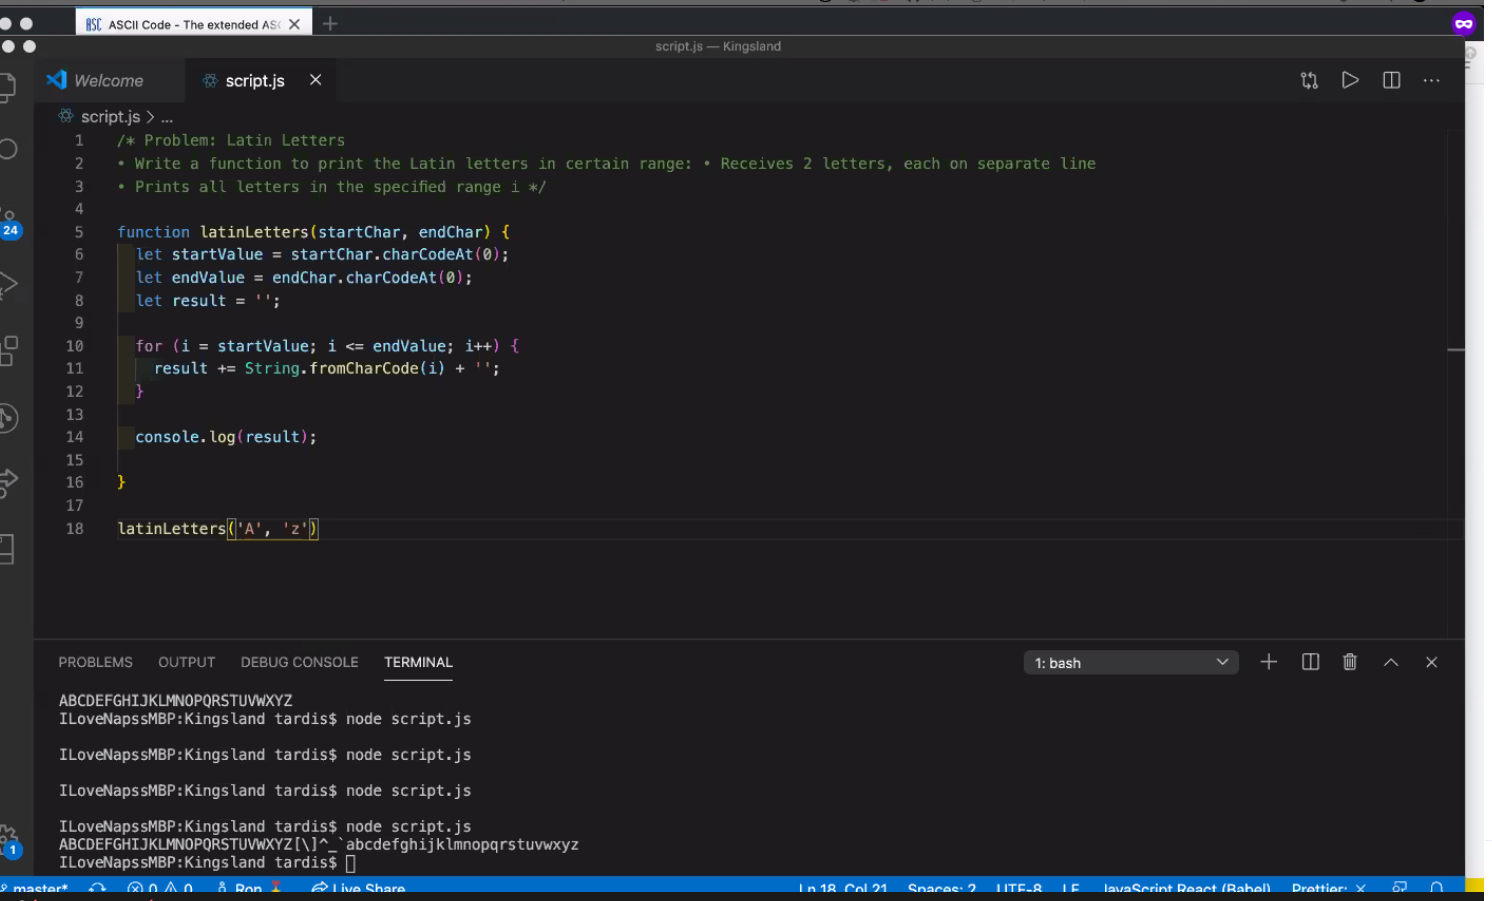 ASC ASCII Code - The extended ASC
script.js — Kingsland
Welcome
script.js
script.js > ...
1 /* Problem: Latin Letters
2 • Write a function to print the Latin letters in certain range: • Receives 2 letters, each on separate line
3 • Prints all letters in the specified range i */
4
5 function latinLetters(startChar, endChar) {
6 let startValue = startChar.charCodeAt(0);
7 let endValue = endChar.charCodeAt(0);
8 let result = '';
9
10 for (i = startValue; i <= endValue; i++) {
11 result += String.fromCharCode(i) + '';
12 }
13
14 console.log(result);
15
16 }
17
18 latinLetters('A', 'z')
24
PROBLEMS OUTPUT DEBUG CONSOLE TERMINAL 1: bash
ABCDEFGHIJKLMNOPQRSTUVWXYZ
ILoveNapssMBP:Kingsland tardis$ node script.js
ILoveNapssMBP:Kingsland tardis$ node script.js
ILoveNapssMBP:Kingsland tardis$ node script.js
ILoveNapssMBP:Kingsland tardis$ node script.js
ABCDEFGHIJKLMNOPQRSTUVWXYZ[\]^_`abcdefghijklmnopqrstuvwxyz
ILoveNapssMBP:Kingsland tardis$
1
master* 0 0 Ron Live Share Ln 18, Col 21 Spaces: 2 UTF-8 LF JavaScript React (Babel) Prettier: ×